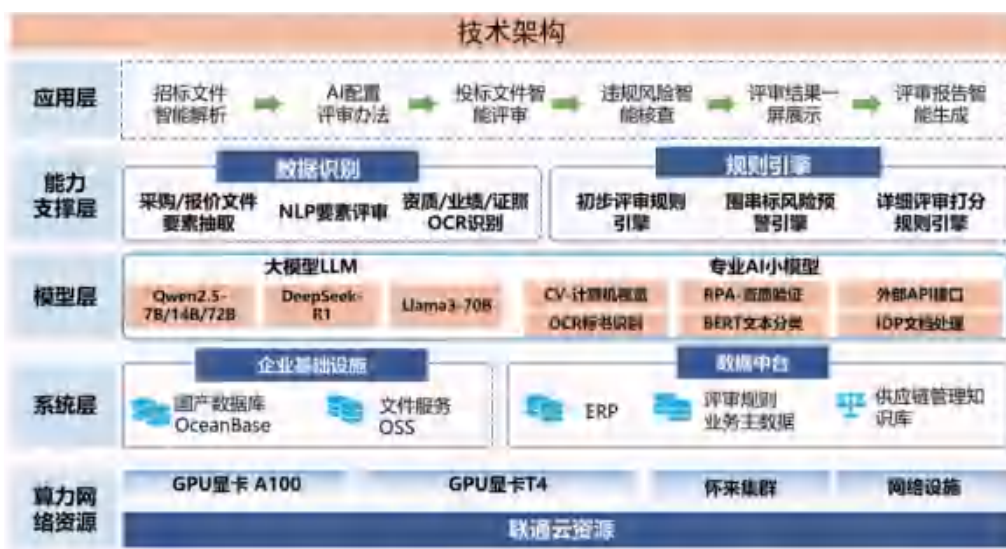 技术架构
应用层
招标文件
智能解析
AI配置
评审办法
投标文件智
能评审
违规风险智
能核查
评审结果一
屏展示
评审报告智
能生成
能力
支撑层
数据识别
采购/报价文件
要素抽取
NLP要素评审
资质/业绩/证照
OCR识别
规则引擎
初步评审规则
引擎
围串标风险预
警引擎
详细评审打分
规则引擎
模型层
大模型LLM
Qwen2.5-
7B/14B/72B
DeepSeek-
R1
Llama3-70B
专业AI小模型
CV-计算机视觉
RPA-资质验证
外部API接口
OCR标书识别
BERT文本分类
IDP文档处理
系统层
企业基础设施
国产数据库
OceanBase
文件服务
OSS
数据中台
ERP
评审规则
业务主数据
供应链管理知
识库
算力网
络资源
GPU显卡 A100
GPU显卡T4
怀来集群
网络设施
联通云资源